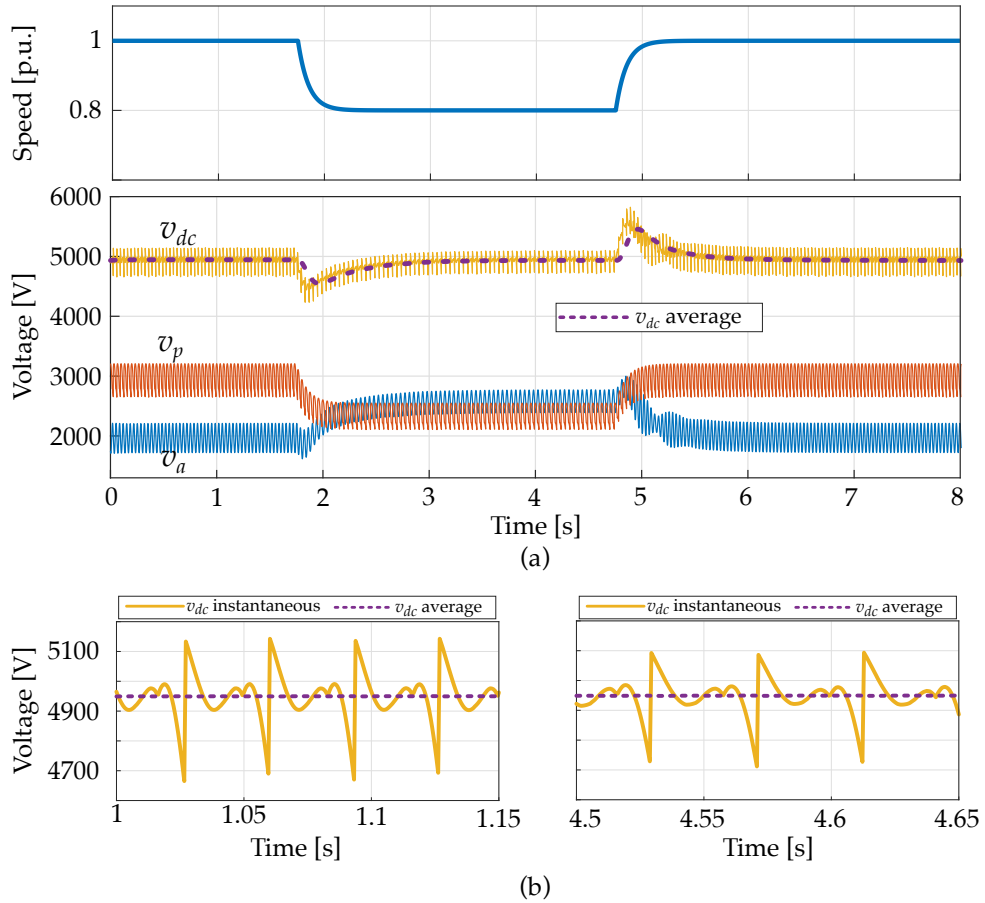 Speed [p.u.]
1
0.8
Voltage [V]
6000
5000
4000
3000
2000
v_dc
v_dc average
v_p
v_a
0 1 2 3 4 5 6 7 8
Time [s]
(a)
v_dc instantaneous v_dc average
Voltage [V]
5100
4900
4700
1 1.05 1.1 1.15
Time [s]
v_dc instantaneous v_dc average
4.5 4.55 4.6 4.65
Time [s]
(b)